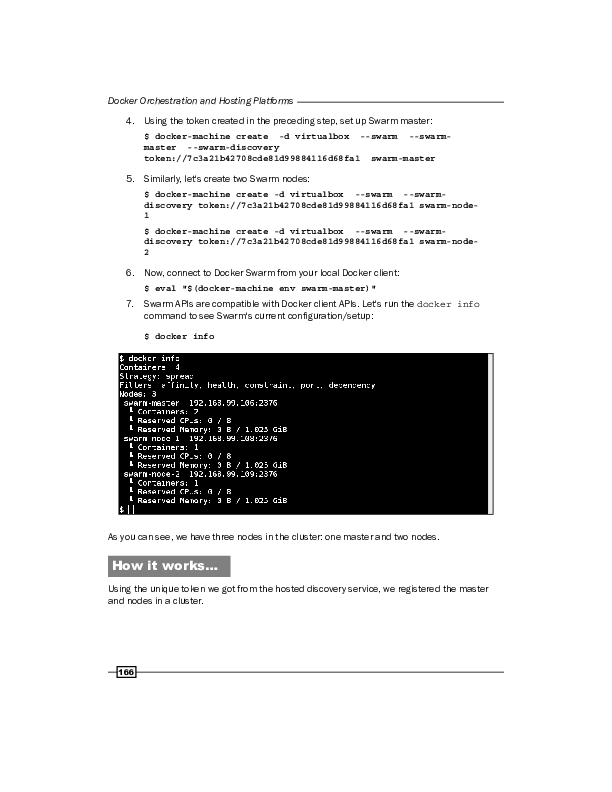 Docker Orchestration and Hosting Platforms
4. Using the token created in the preceding step, set up Swarm master:
$ docker-machine create  -d virtualbox  --swarm  --swarm-
master  --swarm-discovery
token://7c3a21b42708cde81d99884116d68fa1  swarm-master
5. Similarly, let's create two Swarm nodes:
$ docker-machine create -d virtualbox  --swarm  --swarm-
discovery token://7c3a21b42708cde81d99884116d68fa1 swarm-node-
1
$ docker-machine create -d virtualbox  --swarm  --swarm-
discovery token://7c3a21b42708cde81d99884116d68fa1 swarm-node-
2
6. Now, connect to Docker Swarm from your local Docker client:
$ eval "$(docker-machine env swarm-master)"
7. Swarm APIs are compatible with Docker client APIs. Let's run the docker info
command to see Swarm's current configuration/setup:
$ docker info
$ docker info
Containers: 4
Strategy: spread
Filters: affinity, health, constraint, port, dependency
Nodes: 3
swarm-master: 192.168.99.106:2376
└ Containers: 2
└ Reserved CPUs: 0 / 8
└ Reserved Memory: 0 B / 1.025 GiB
swarm-node-1: 192.168.99.108:2376
└ Containers: 1
└ Reserved CPUs: 0 / 8
└ Reserved Memory: 0 B / 1.025 GiB
swarm-node-2: 192.168.99.109:2376
└ Containers: 1
└ Reserved CPUs: 0 / 8
└ Reserved Memory: 0 B / 1.025 GiB
$
As you can see, we have three nodes in the cluster: one master and two nodes.
How it works…
Using the unique token we got from the hosted discovery service, we registered the master
and nodes in a cluster.
166